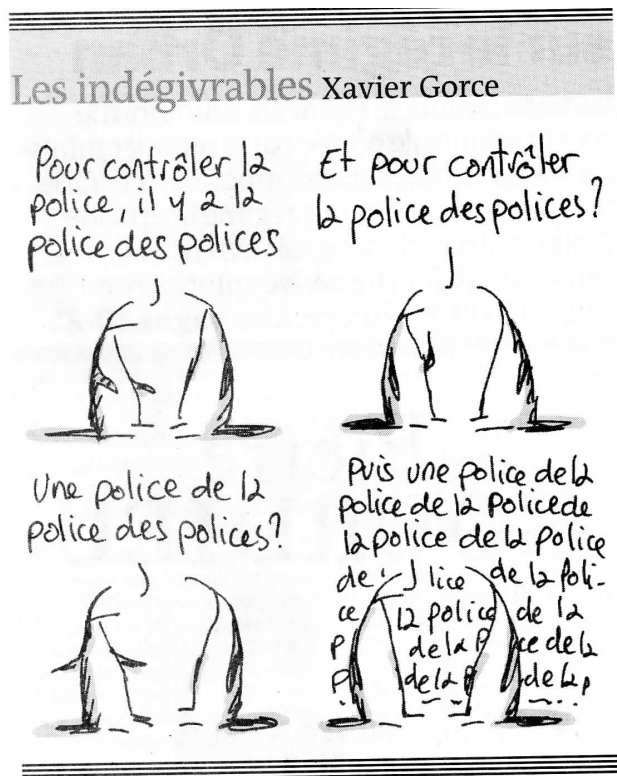 Les indégivrables Xavier Gorce
Pour contrôler la
police, il y a la
police des polices
Et pour contrôler
la police des polices?
Une police de la
police des polices?
Puis une police de la
police de la police de
la police de la police
de lice de la poli-
ce la police de la
p de la p ce de la
p de la p de la p